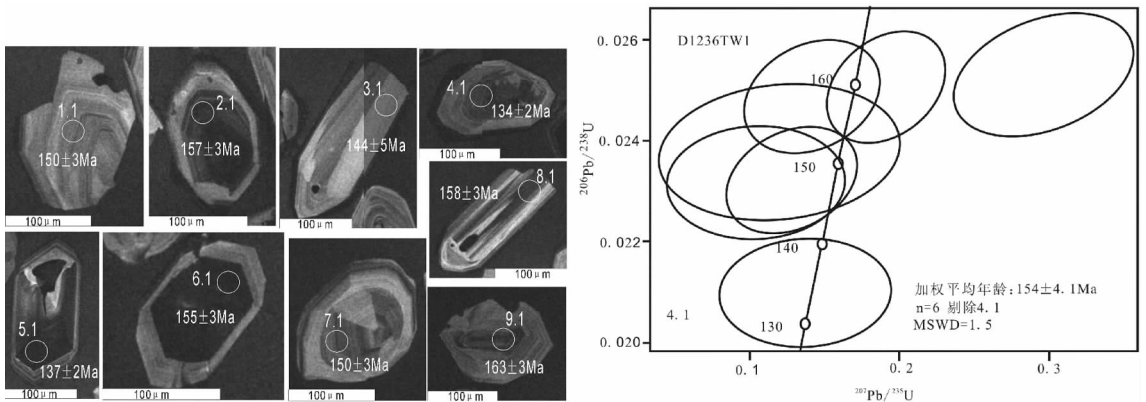 1.1
150±3Ma
100μm
2.1
157±3Ma
100μm
3.1
144±5Ma
100μm
4.1
134±2Ma
100μm
8.1
158±3Ma
100μm
5.1
137±2Ma
100μm
6.1
155±3Ma
100μm
7.1
150±3Ma
100μm
9.1
163±3Ma
100μm
0.026
0.024
0.022
0.020
²⁰⁶Pb/²³⁸U
D1236TW1
160
150
140
130
4.1
加权平均年龄:154±4.1Ma
n=6 剔除4.1
MSWD=1.5
0.1
0.2
0.3
²⁰⁷Pb/²³⁵U